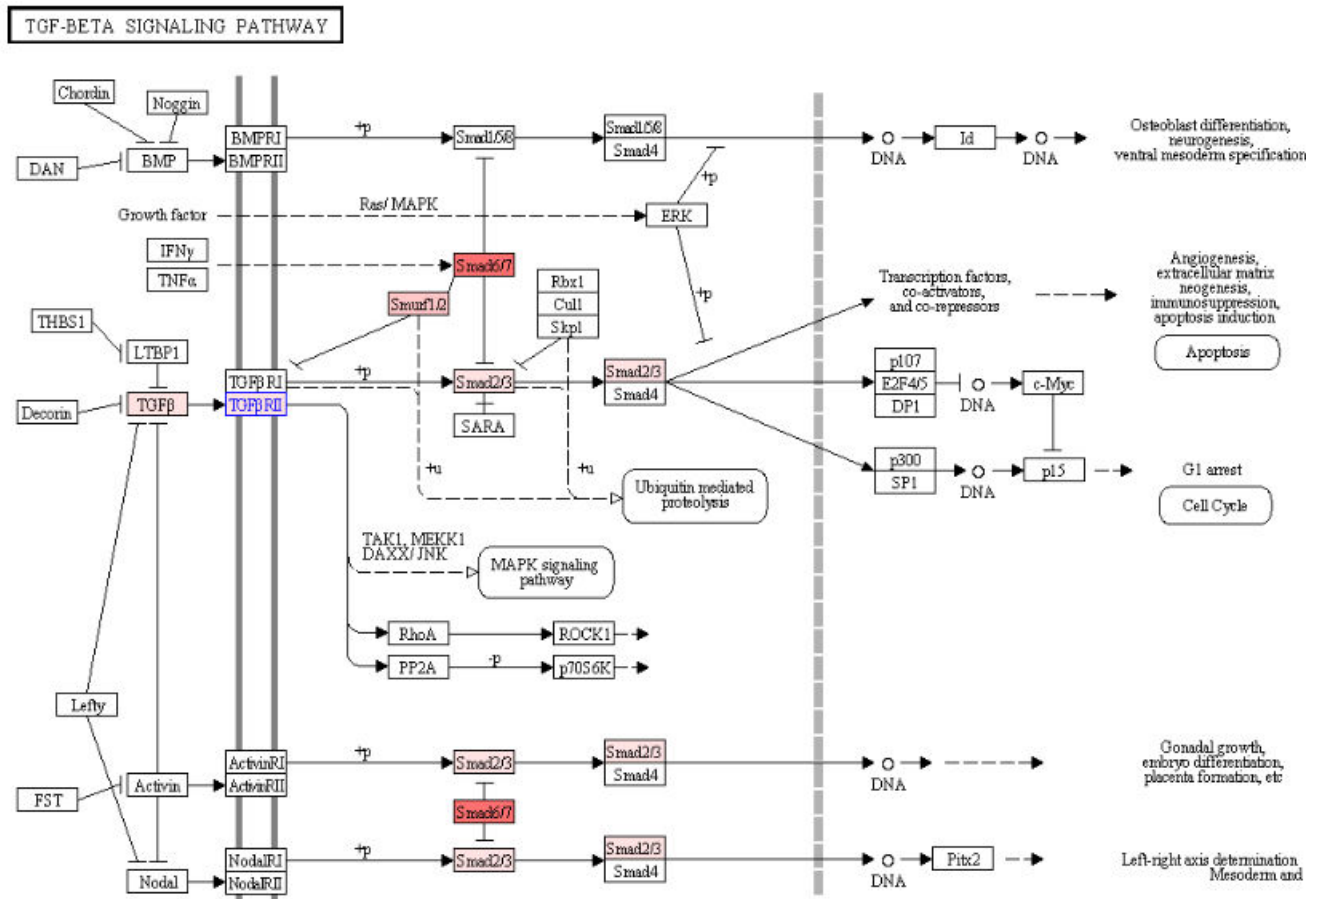 TGF-BETA SIGNALING PATHWAY
Chordin
Noggin
DAN
BMP
BMPRI
BMPRII
+p
Smad1/5/8
Smad1/5/8
Smad4
DNA
Id
DNA
Osteoblast differentiation,
neurogenesis,
ventral mesoderm specification
+p
Growth factor
Ras/ MAPK
ERK
IFNγ
TNFα
Smad6/7
Smurf1/2
Rbx1
Cul1
Skp1
+p
Transcription factors,
co-activators,
and co-repressors
Angiogenesis,
extracellular matrix
neogenesis,
immunosuppression,
apoptosis induction
Apoptosis
THBS1
LTBP1
Decorin
TGFβ
TGFβRI
TGFβRII
+p
Smad2/3
SARA
Smad2/3
Smad4
p107
E2F4/5
DP1
DNA
c-Myc
p300
SP1
DNA
p15
G1 arrest
Cell Cycle
+u
+u
Ubiquitin mediated
proteolysis
TAK1, MEKK1
DAXX/ JNK
MAPK signaling
pathway
RhoA
ROCK1
PP2A
-p
p70S6K
Lefty
FST
Activin
ActivinRI
ActivinRII
+p
Smad2/3
Smad2/3
Smad4
DNA
Gonadal growth,
embryo differentiation,
placenta formation, etc
Smad6/7
Nodal
NodalRI
NodalRII
+p
Smad2/3
Smad2/3
Smad4
DNA
Pitx2
Left-right axis determination
Mesoderm and